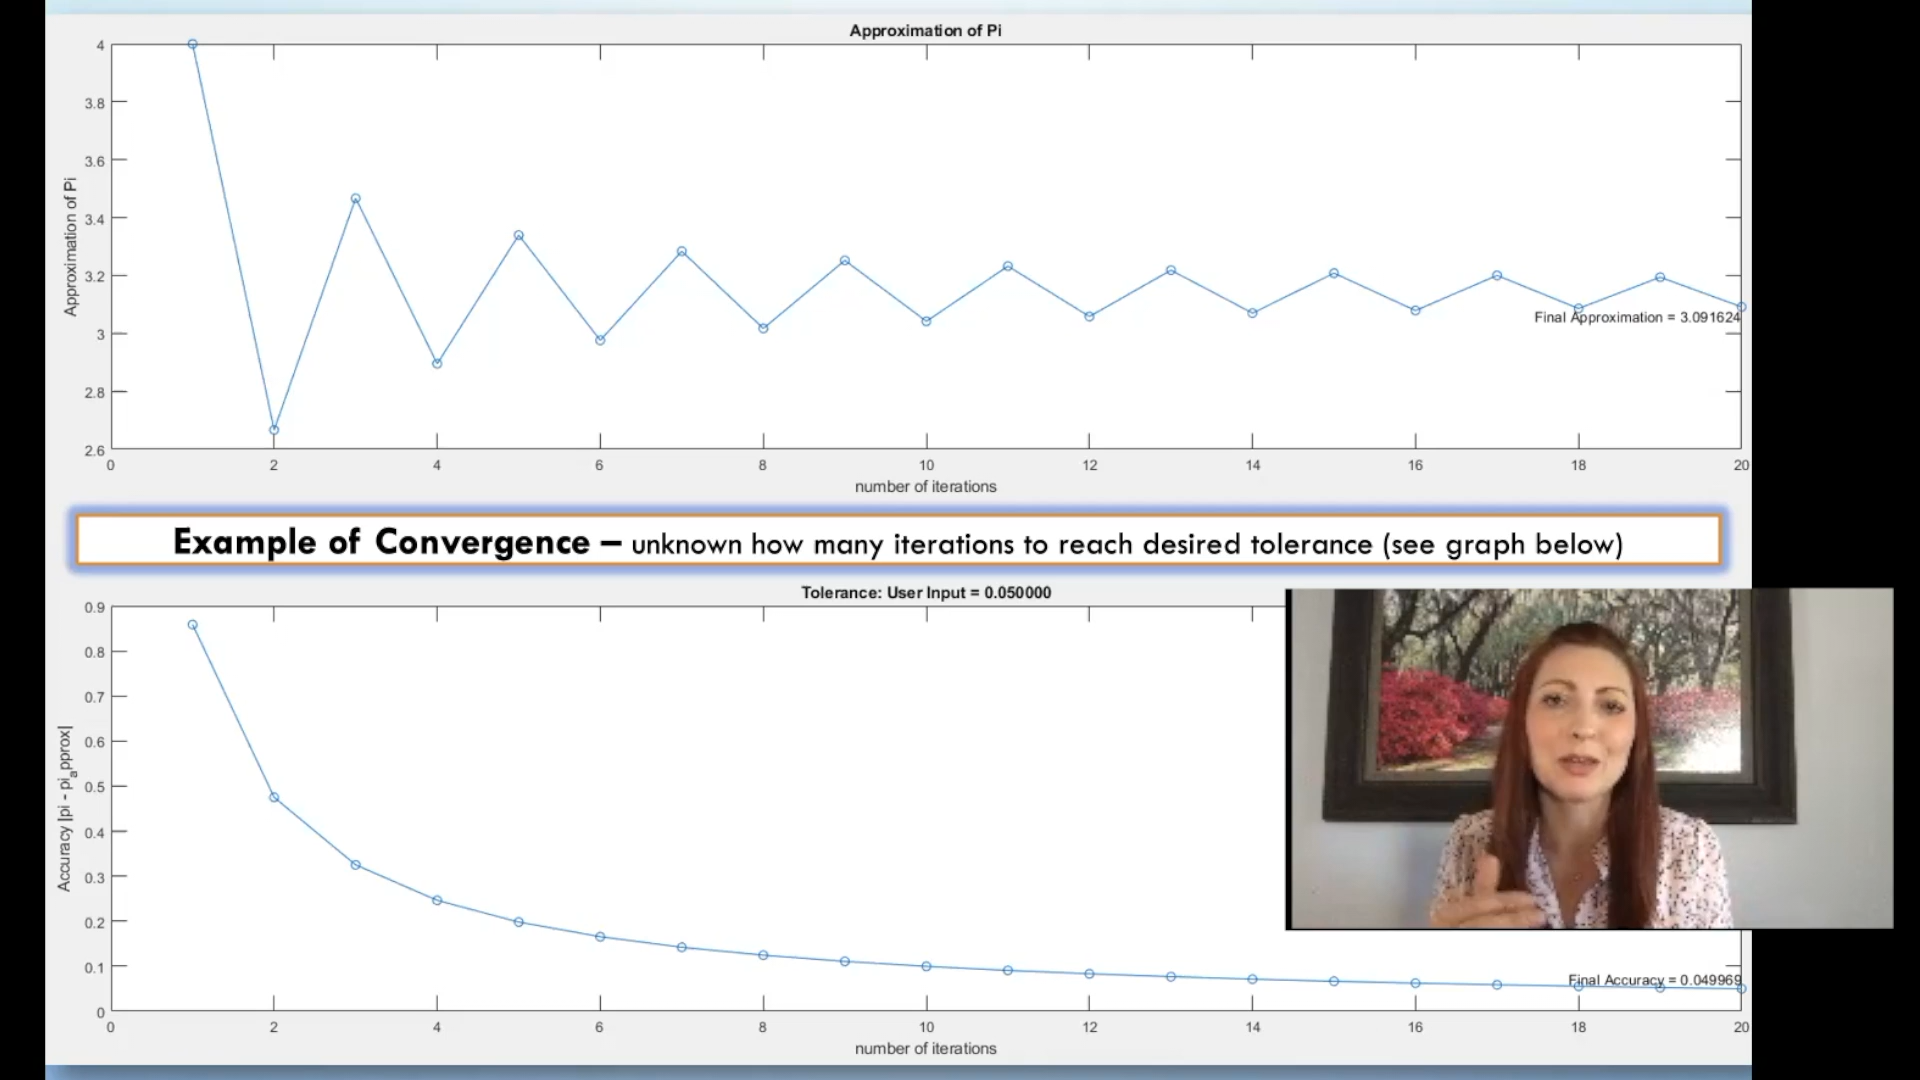 Approximation of Pi
4
3.8
3.6
3.4
3.2
3
2.8
2.6
Approximation of Pi
Final Approximation = 3.091624
0 2 4 6 8 10 12 14 16 18 20
number of iterations
Example of Convergence – unknown how many iterations to reach desired tolerance (see graph below)
Tolerance: User Input = 0.050000
0.9
0.8
0.7
0.6
0.5
0.4
0.3
0.2
0.1
0
Accuracy |pi - piapprox|
Final Accuracy = 0.049969
0 2 4 6 8 10 12 14 16 18 20
number of iterations